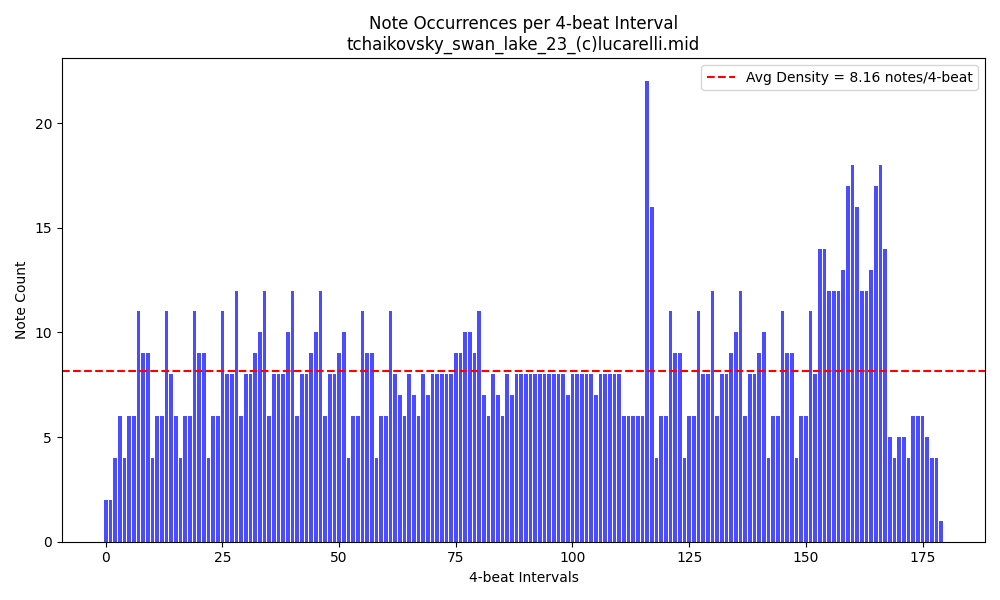 Note Occurrences per 4-beat Interval
tchaikovsky_swan_lake_23_(c)lucarelli.mid
Avg Density = 8.16 notes/4-beat
Note Count
20
15
10
5
0
0
25
50
75
100
125
150
175
4-beat Intervals